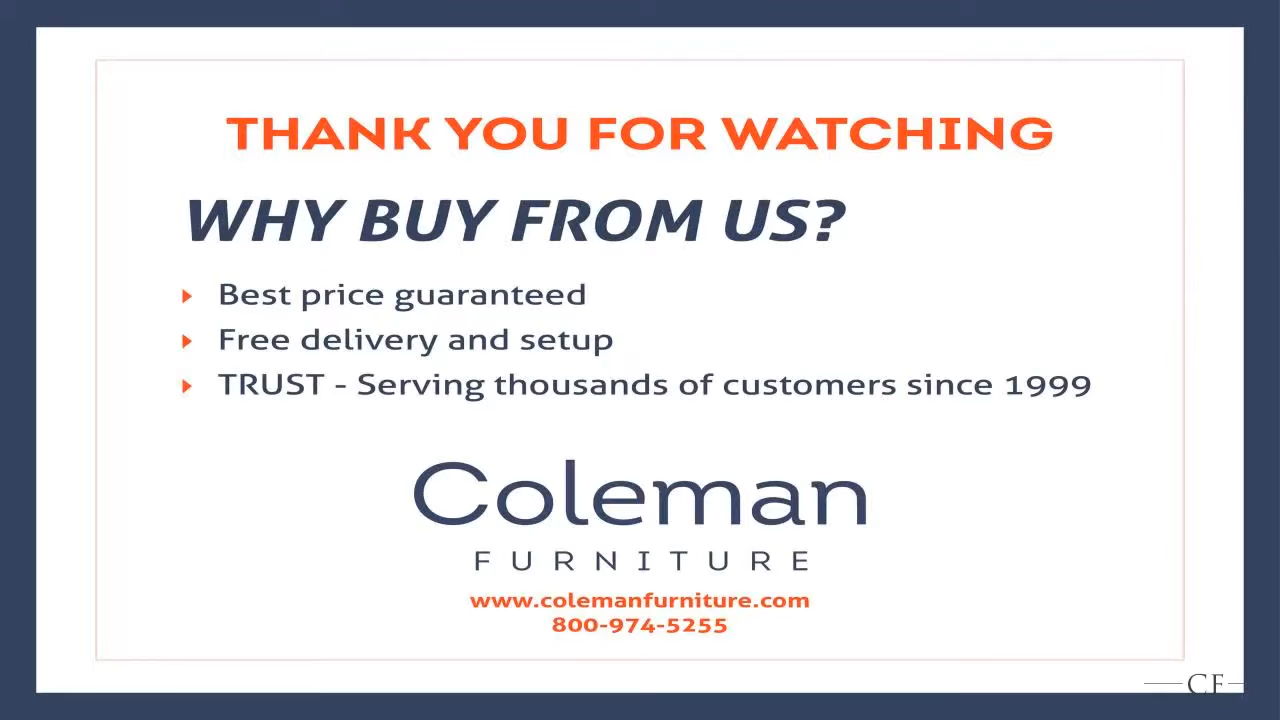 THANK YOU FOR WATCHING
WHY BUY FROM US?
Best price guaranteed
Free delivery and setup
TRUST - Serving thousands of customers since 1999
Coleman
FURNITURE
www.colemanfurniture.com
800-974-5255
CF